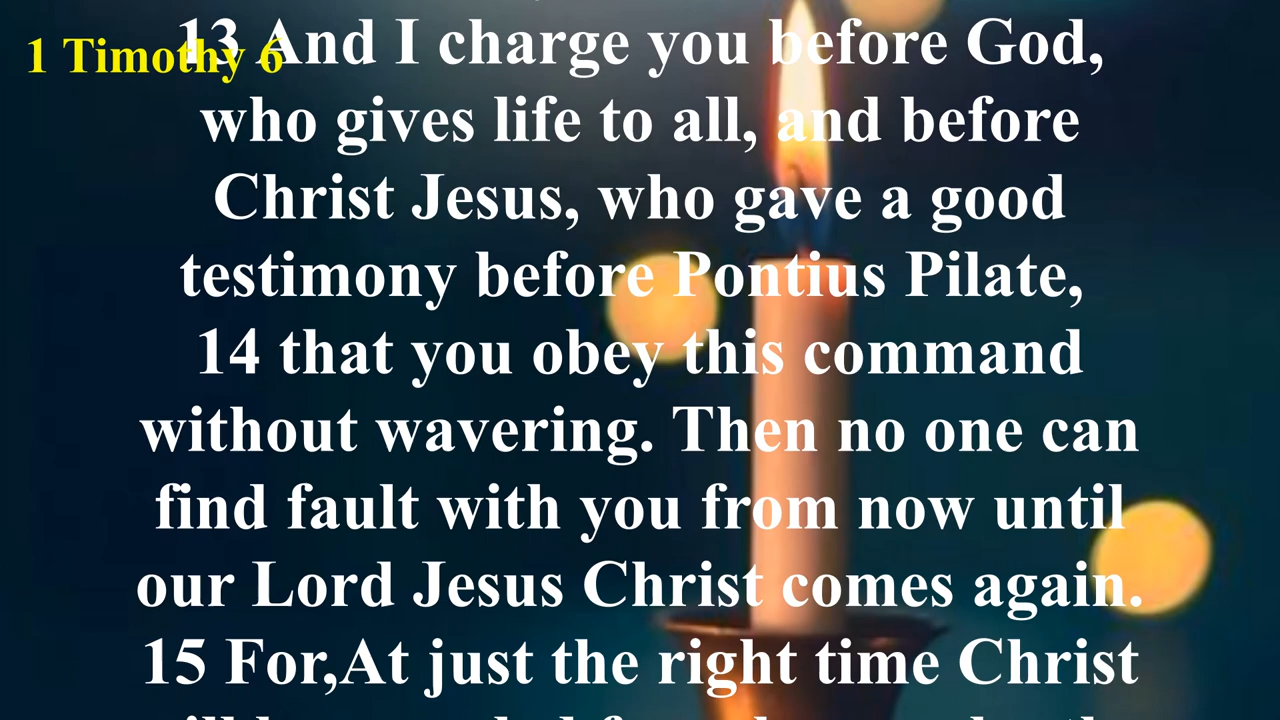 1 Timothy 6
13 And I charge you before God,
who gives life to all, and before
Christ Jesus, who gave a good
testimony before Pontius Pilate,
14 that you obey this command
without wavering. Then no one can
find fault with you from now until
our Lord Jesus Christ comes again.
15 For,At just the right time Christ